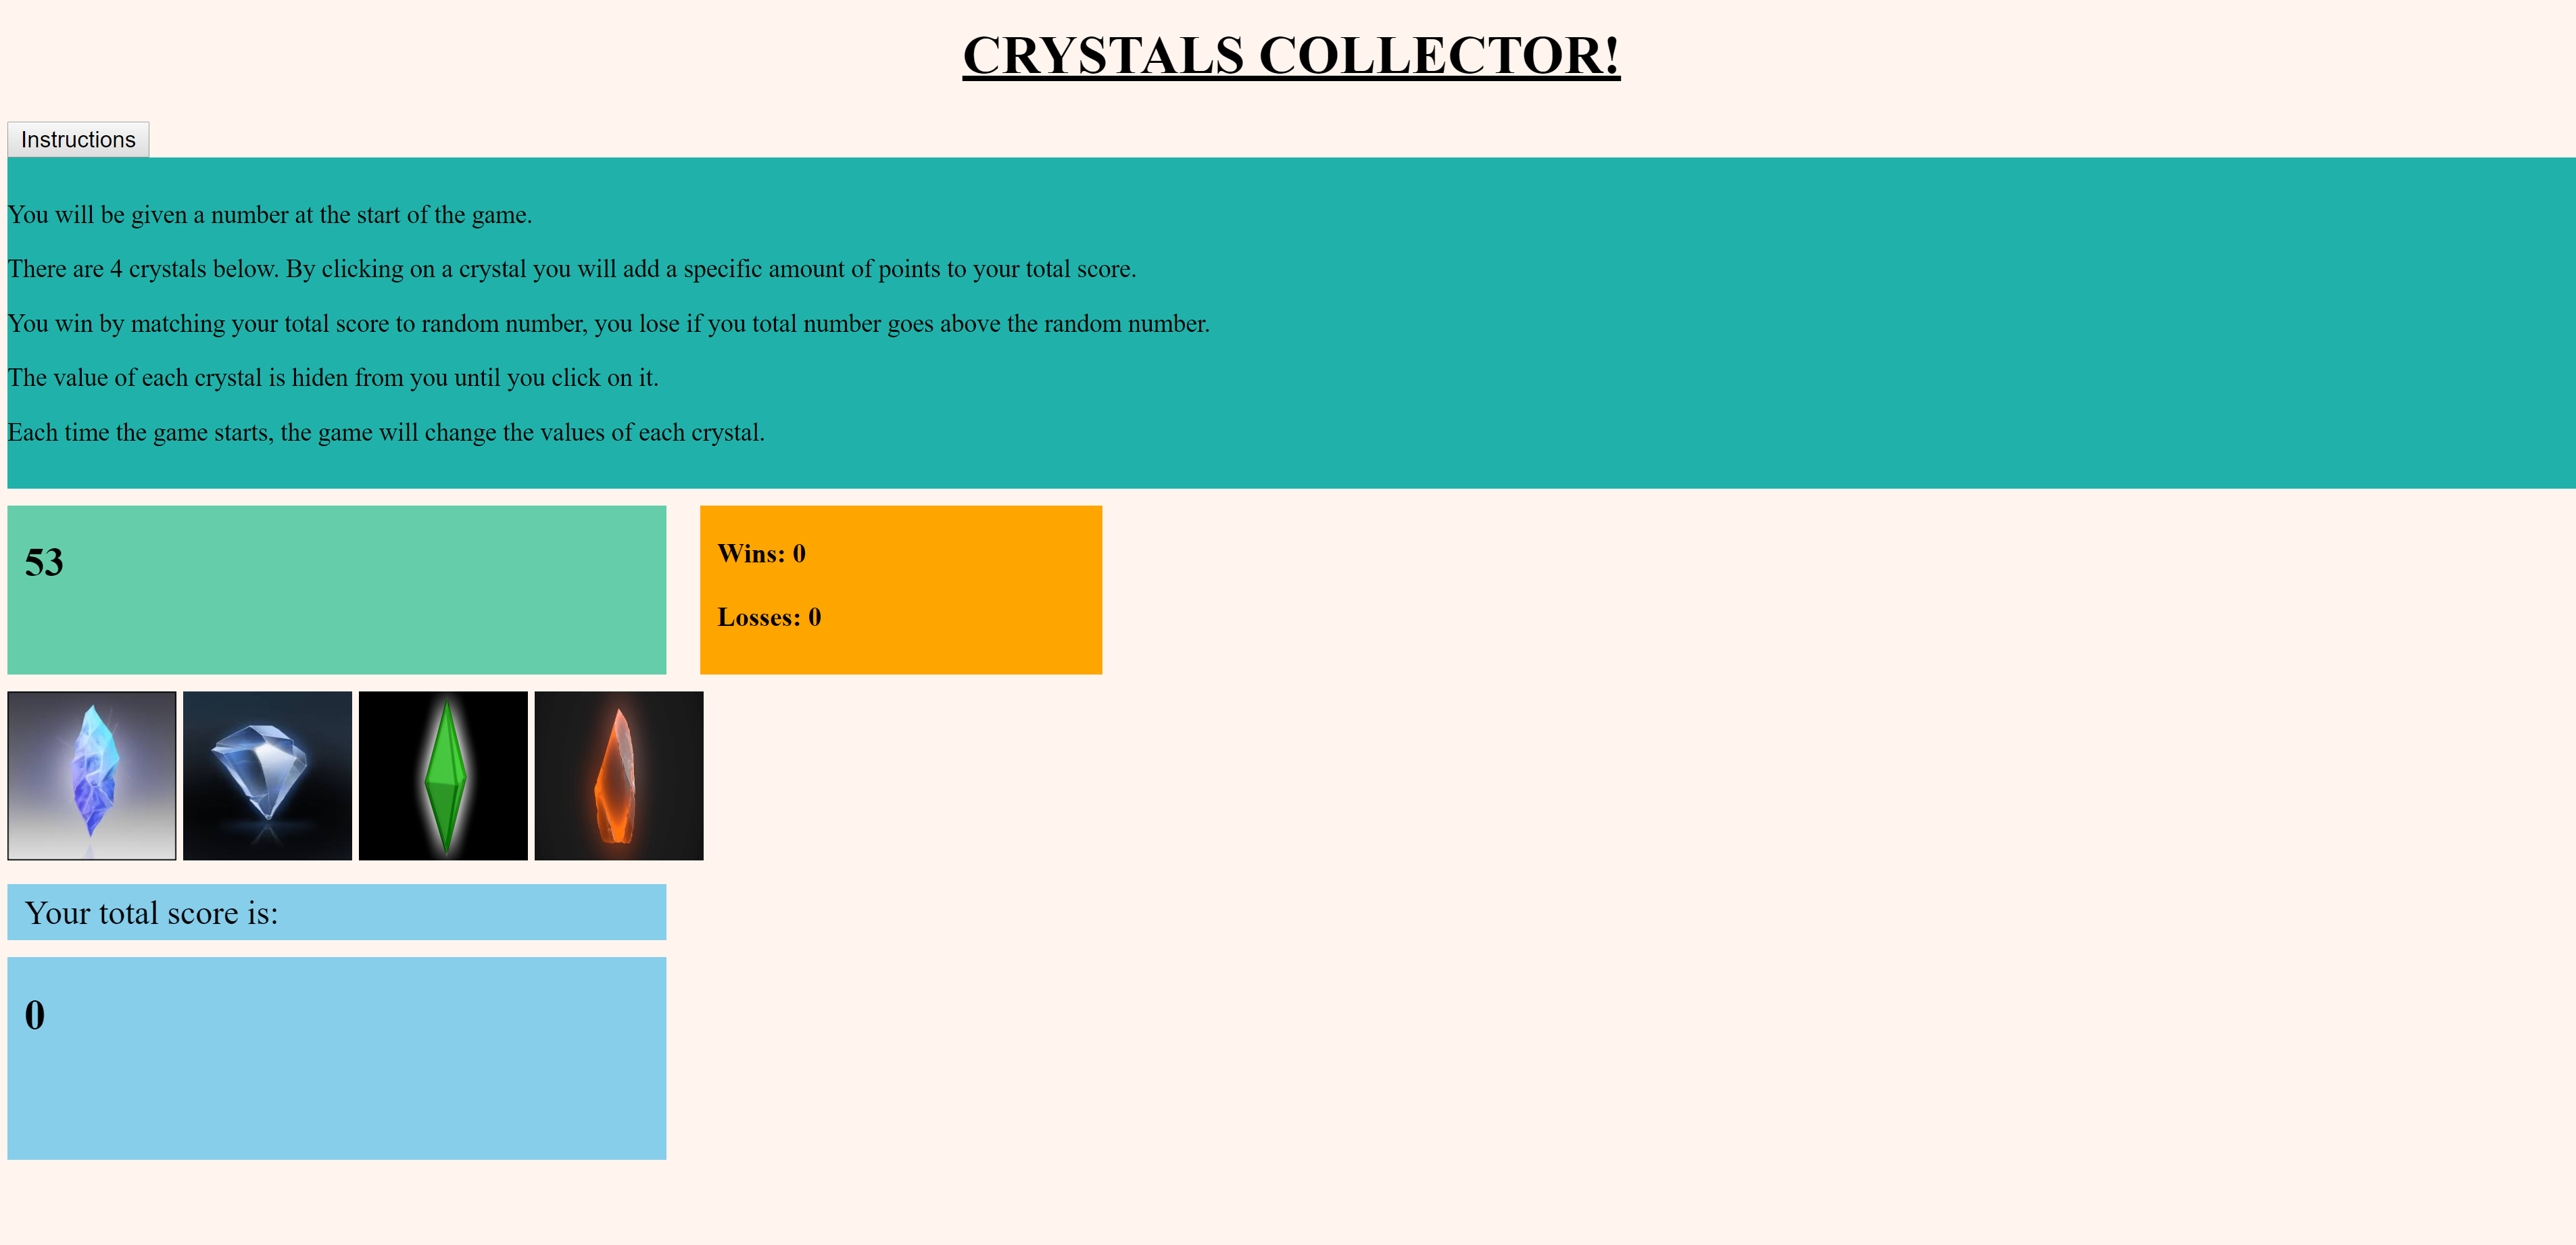 CRYSTALS COLLECTOR!
Instructions
You will be given a number at the start of the game.
There are 4 crystals below. By clicking on a crystal you will add a specific amount of points to your total score.
You win by matching your total score to random number, you lose if you total number goes above the random number.
The value of each crystal is hiden from you until you click on it.
Each time the game starts, the game will change the values of each crystal.
53
Wins: 0
Losses: 0
Your total score is:
0